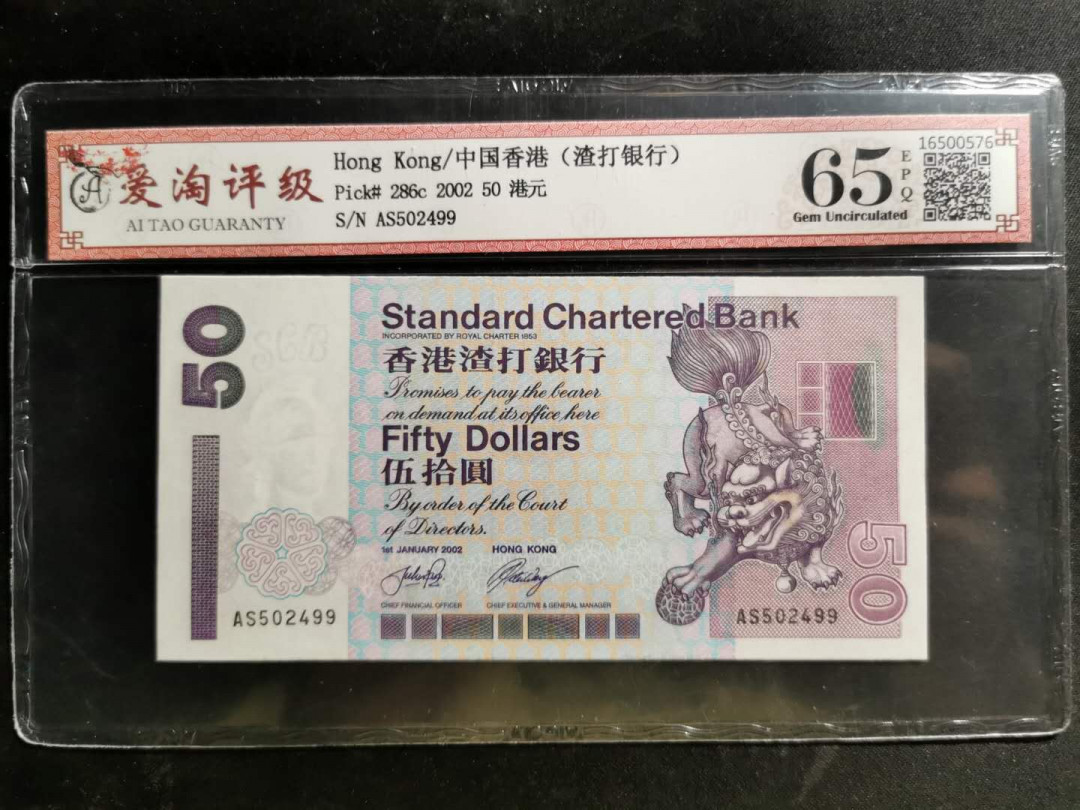 爱淘评级
AI TAO GUARANTY
Hong Kong/中国香港（渣打银行）
Pick# 286c 2002 50 港元
S/N AS502499
65
EPQ
Gem Uncirculated
16500576
50
Standard Chartered Bank
INCORPORATED BY ROYAL CHARTER 1853
香港渣打銀行
Promises to pay the bearer
on demand at its office here
Fifty Dollars
伍拾圓
By order of the Court
of Directors.
1st JANUARY 2002 HONG KONG
CHIEF FINANCIAL OFFICER CHIEF EXECUTIVE & GENERAL MANAGER
AS502499
AS502499
50